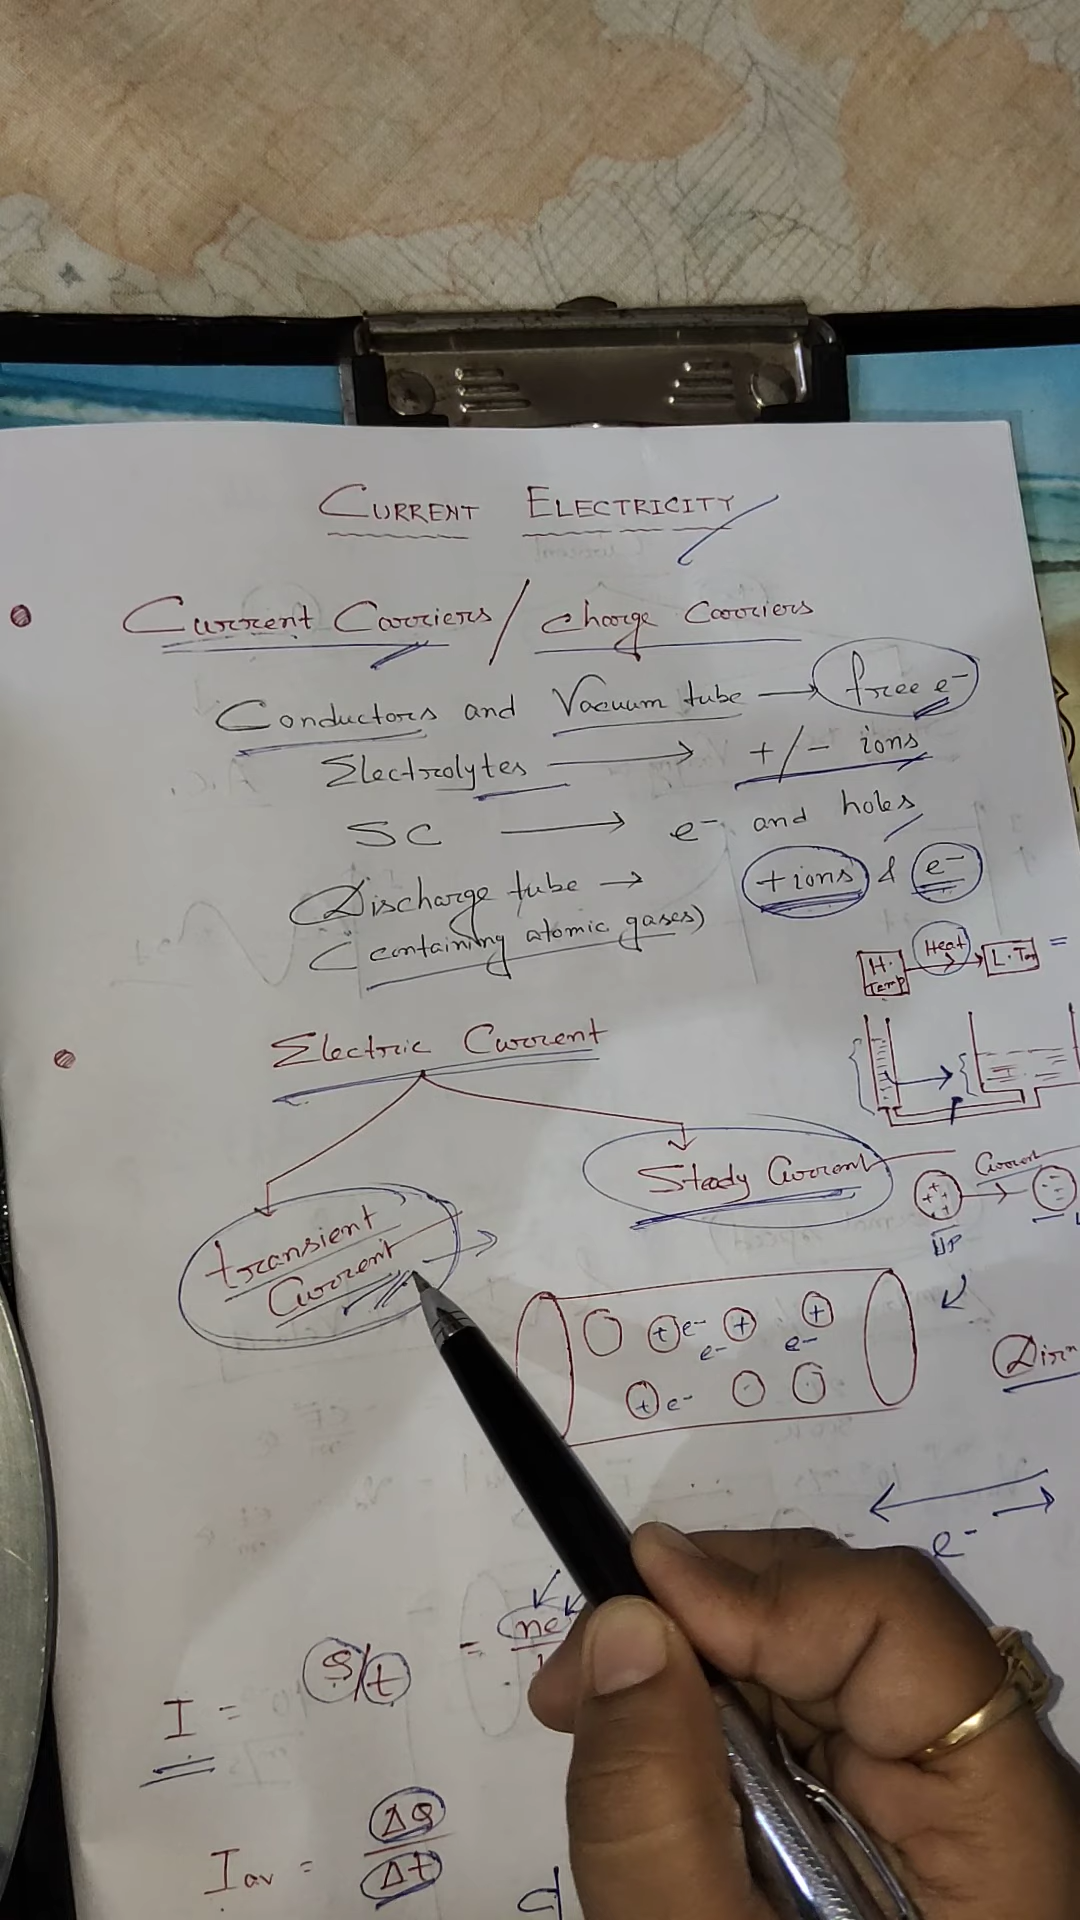 CURRENT ELECTRICITY
Current Carriers / charge Carriers
Conductors and Vacuum tube → free e-
Electrolytes → +/- ions
SC → e- and holes
Discharge tube → + ions & e-
(containing atomic gases)
H. Temp Heat L.
=
Electric Current
transient Current →
Steady Current
Current
+ + + +
- - -
HP
+ e- + +
e- e-
+ e-
e-
I = Q/t = ne
Iav = ΔQ/Δt